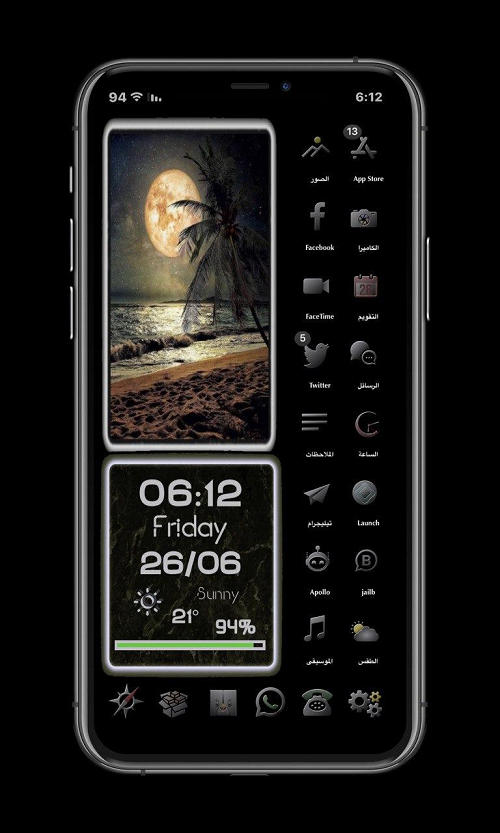 94
6:12
13
الصور
App Store
Facebook
الكاميرا
26
FaceTime
التقويم
5
Twitter
الرسائل
الملاحظات
الساعة
تيليجرام
Launch
B
Apollo
jailb
الموسيقى
الطقس
06:12
Friday
26/06
Sunny
21°
94%